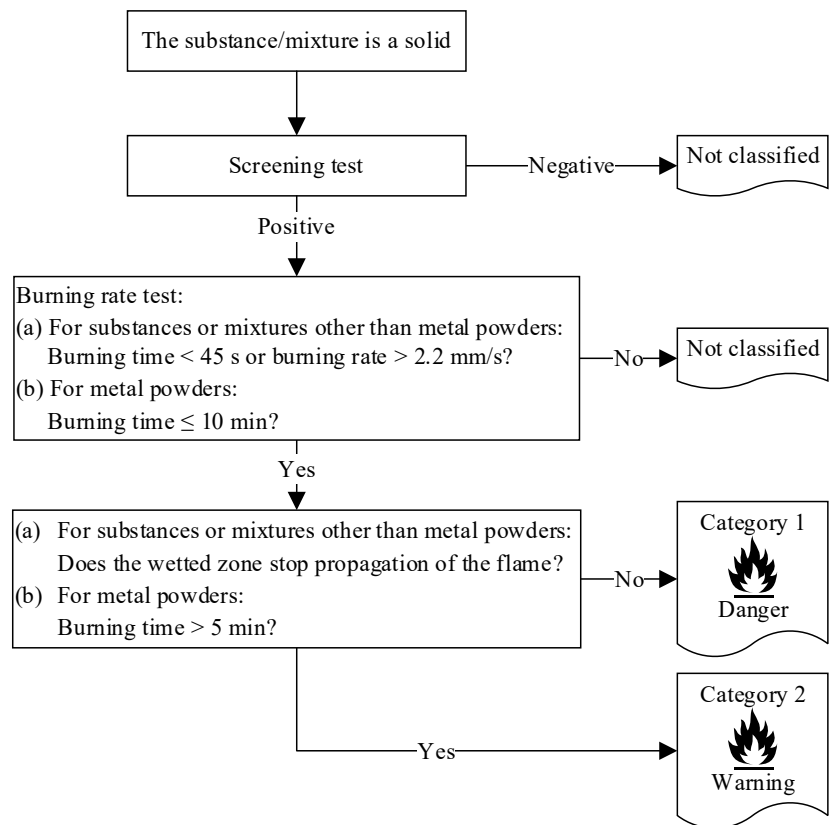 The substance/mixture is a solid
Screening test
Negative
Not classified
Positive
Burning rate test:
(a) For substances or mixtures other than metal powders:
Burning time < 45 s or burning rate > 2.2 mm/s?
(b) For metal powders:
Burning time ≤ 10 min?
No
Not classified
Yes
(a) For substances or mixtures other than metal powders:
Does the wetted zone stop propagation of the flame?
(b) For metal powders:
Burning time > 5 min?
No
Category 1
Danger
Yes
Category 2
Warning